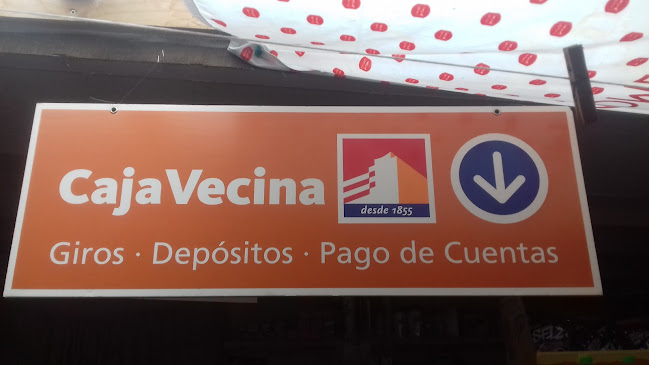 CajaVecina
desde 1855
Giros · Depósitos · Pago de Cuentas